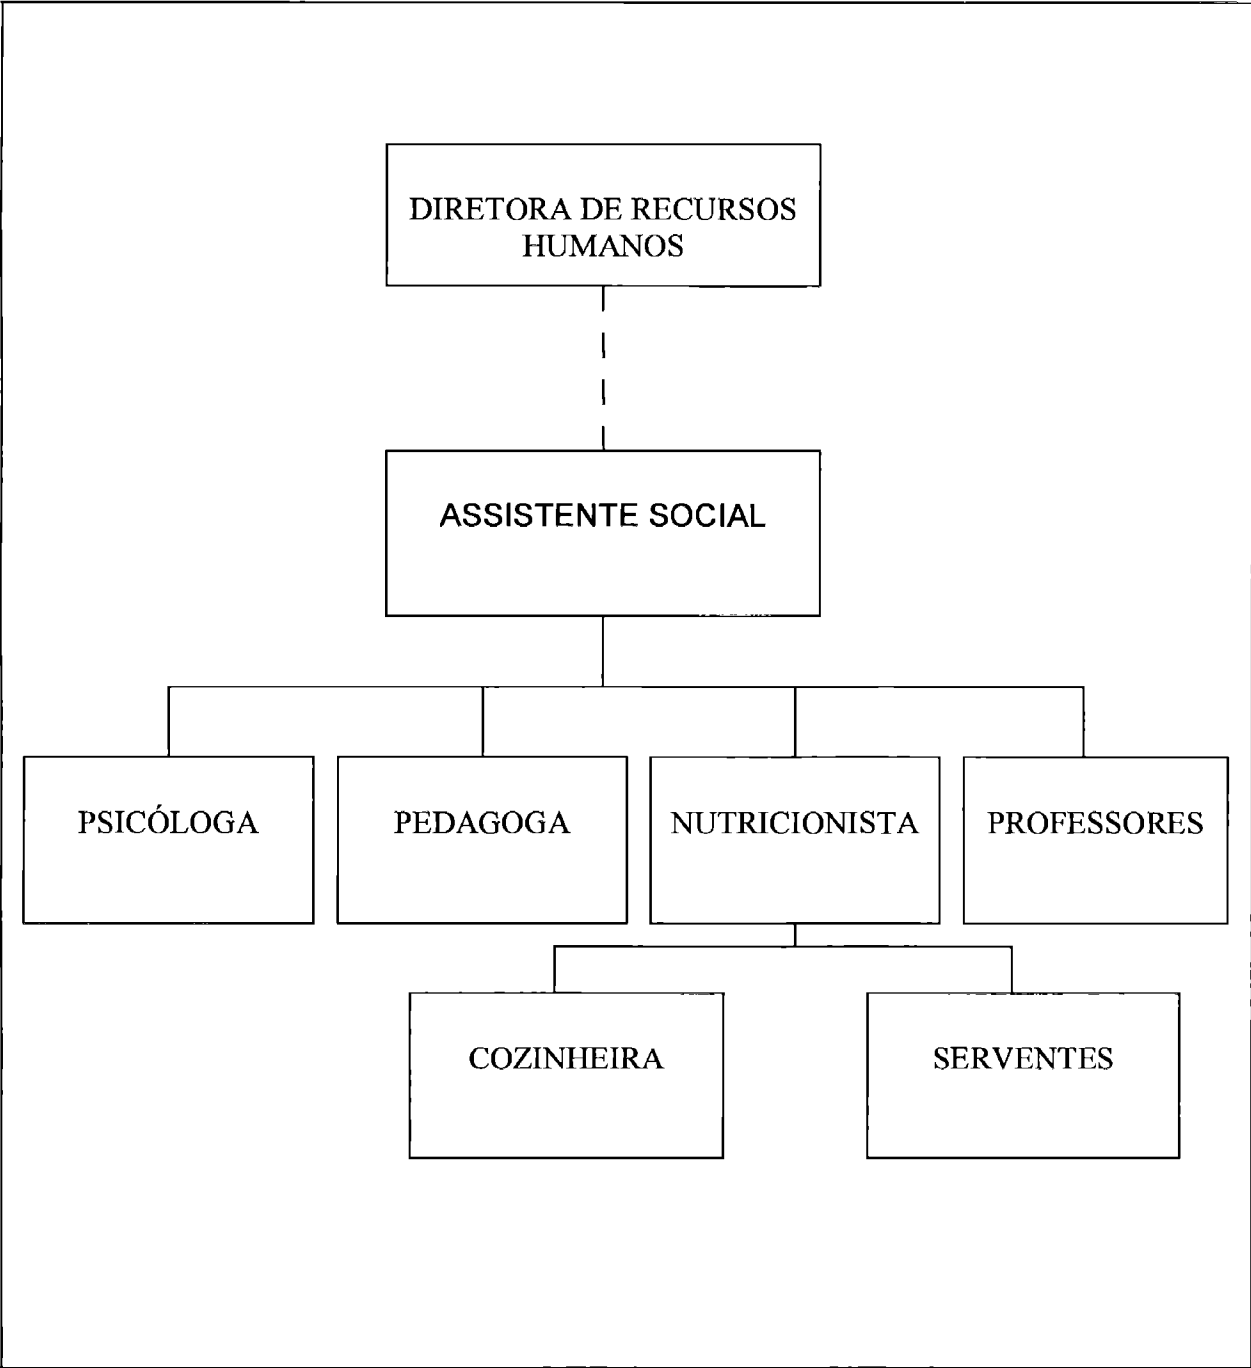 DIRETORA DE RECURSOS
HUMANOS
ASSISTENTE SOCIAL
PSICÓLOGA
PEDAGOGA
NUTRICIONISTA
PROFESSORES
COZINHEIRA
SERVENTES